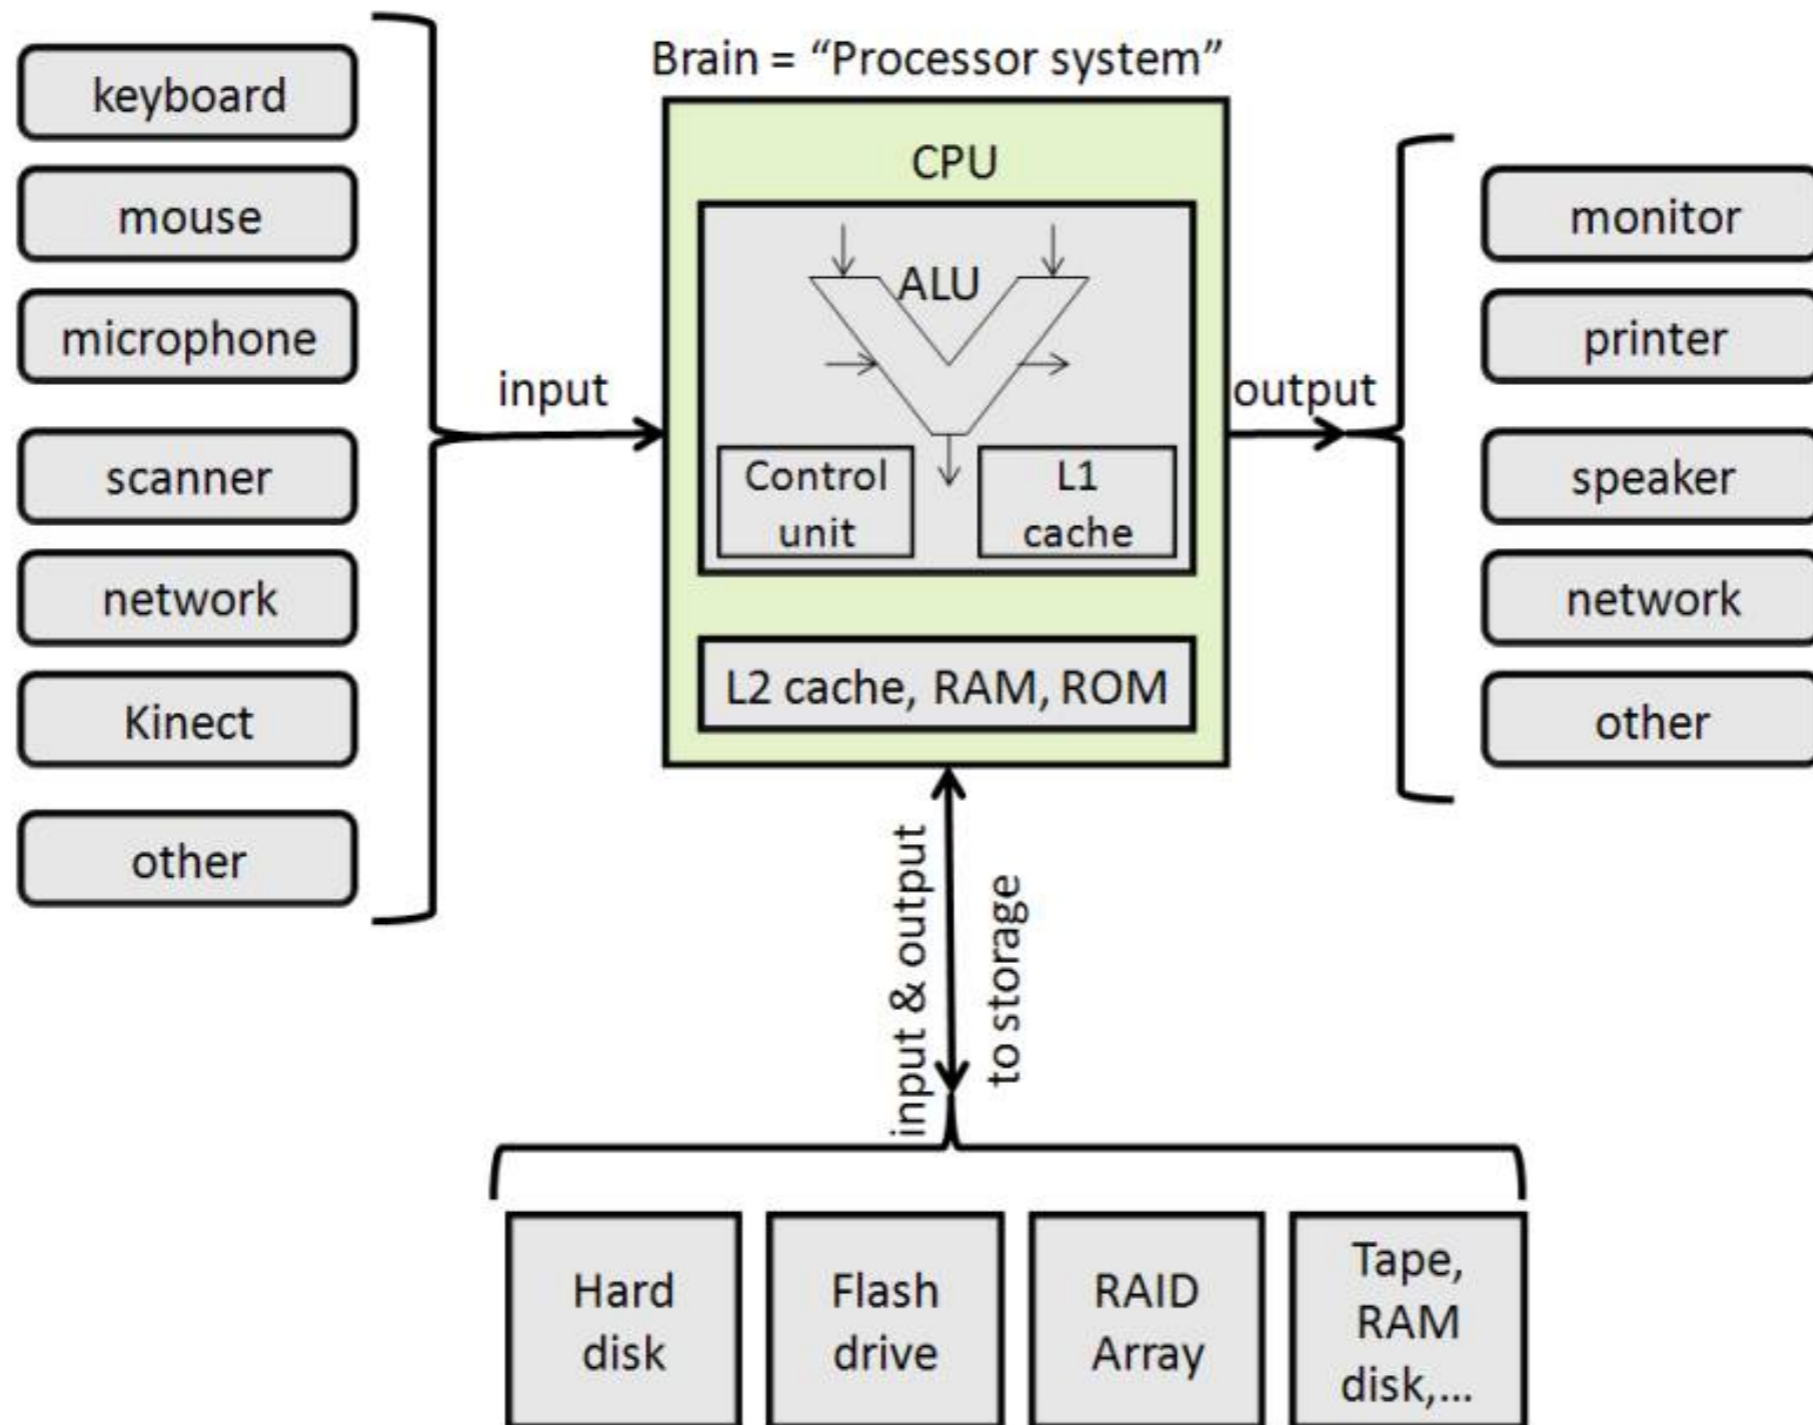 Brain = “Processor system”
keyboard
mouse
microphone
scanner
network
Kinect
other
input
CPU
ALU
Control
unit
L1
cache
L2 cache, RAM, ROM
output
monitor
printer
speaker
network
other
input & output
to storage
Hard
disk
Flash
drive
RAID
Array
Tape,
RAM
disk,...